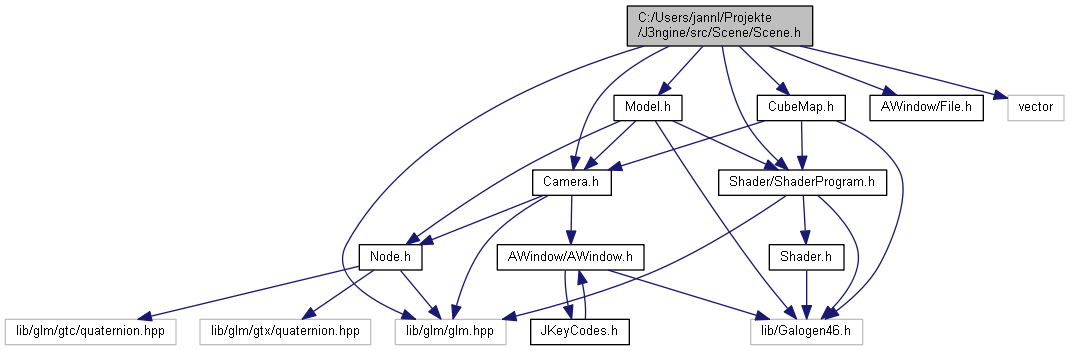 C:/Users/jannl/Projekte
/J3ngine/src/Scene/Scene.h
Model.h
CubeMap.h
AWindow/File.h
vector
Camera.h
Shader/ShaderProgram.h
Node.h
AWindow/AWindow.h
Shader.h
lib/glm/gtc/quaternion.hpp
lib/glm/gtx/quaternion.hpp
lib/glm/glm.hpp
JKeyCodes.h
lib/Galogen46.h